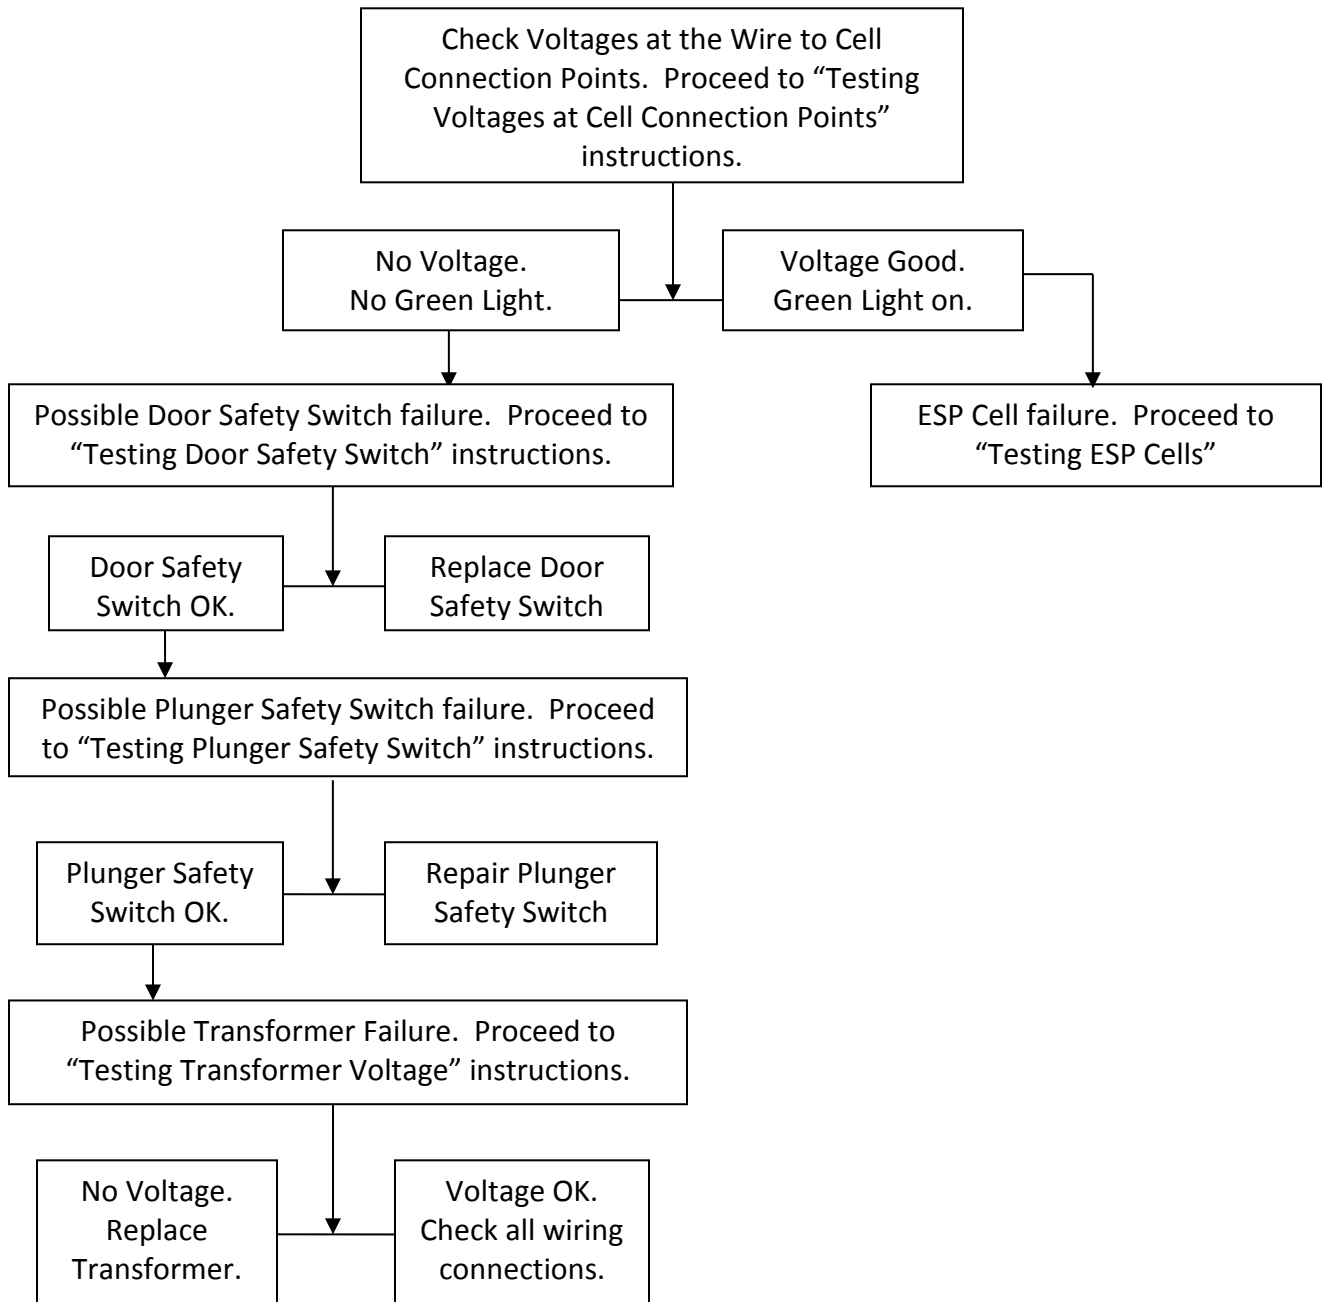 Check Voltages at the Wire to Cell
Connection Points.  Proceed to “Testing
Voltages at Cell Connection Points”
instructions.
No Voltage.
No Green Light.
Voltage Good.
Green Light on.
Possible Door Safety Switch failure.  Proceed to
“Testing Door Safety Switch” instructions.
ESP Cell failure.  Proceed to
“Testing ESP Cells”
Door Safety
Switch OK.
Replace Door
Safety Switch
Possible Plunger Safety Switch failure.  Proceed
to “Testing Plunger Safety Switch” instructions.
Plunger Safety
Switch OK.
Repair Plunger
Safety Switch
Possible Transformer Failure.  Proceed to
“Testing Transformer Voltage” instructions.
No Voltage.
Replace
Transformer.
Voltage OK.
Check all wiring
connections.